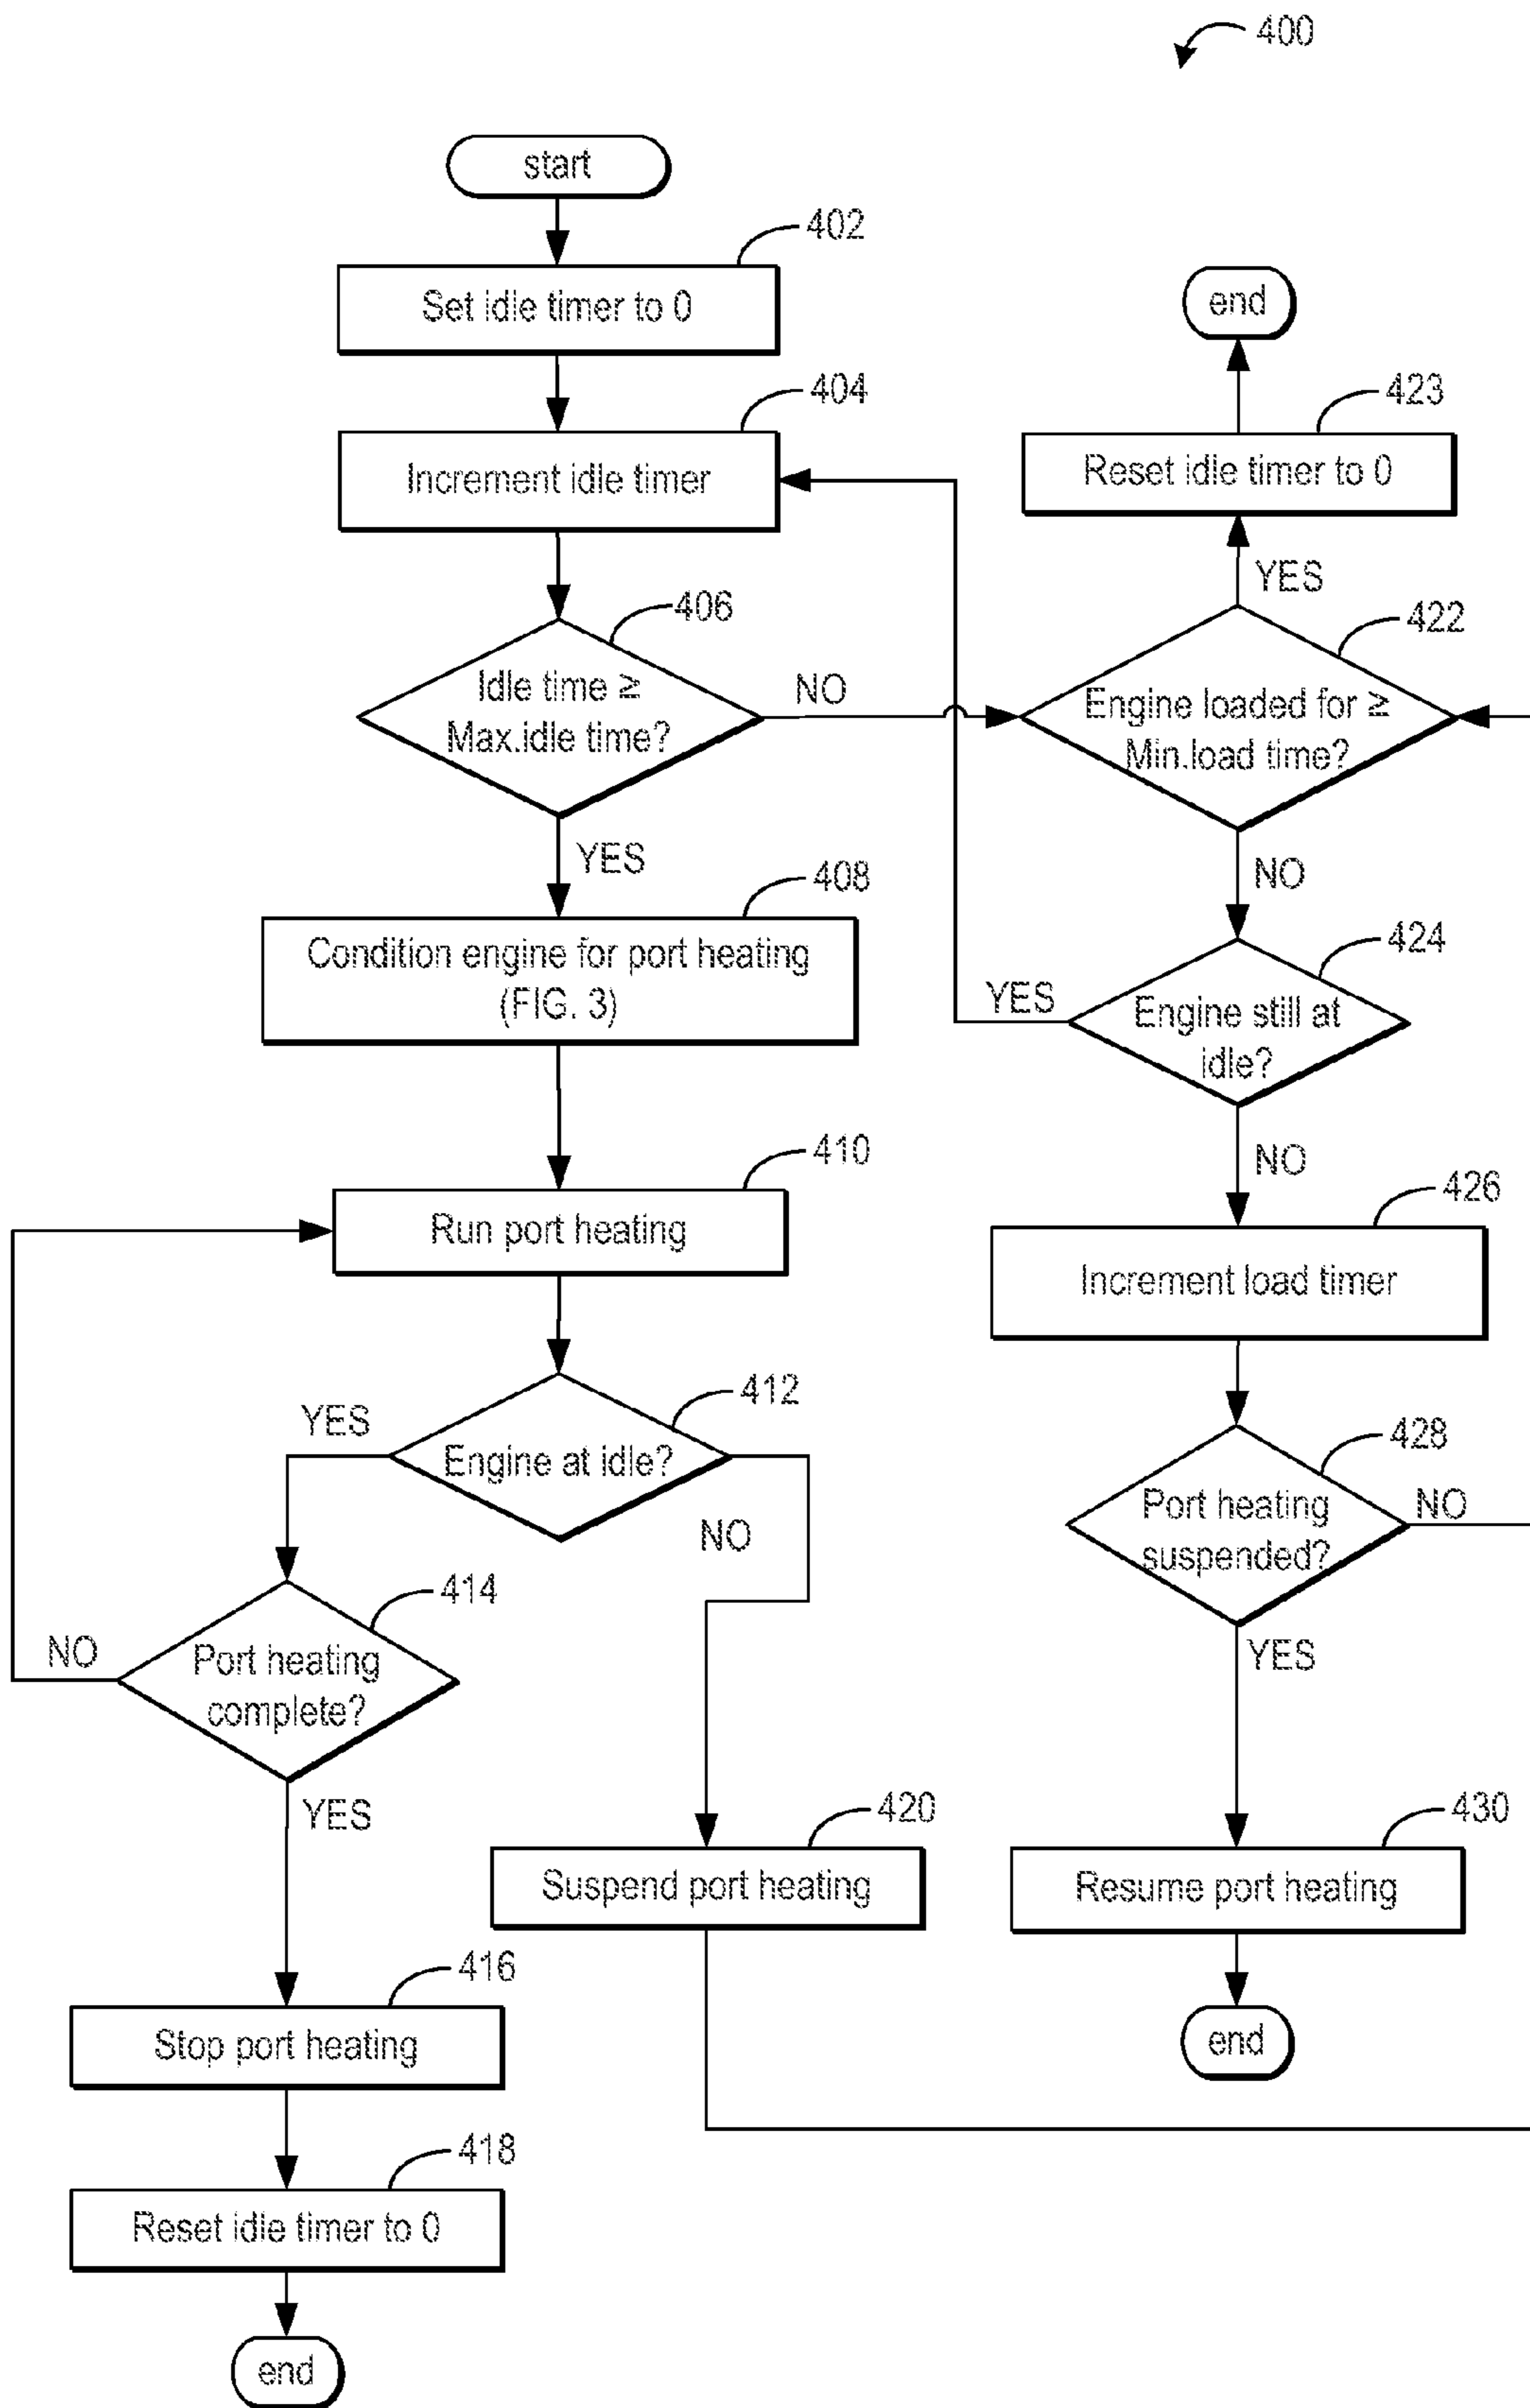 400
start
402
Set idle timer to 0
404
Increment idle timer
406
Idle time ≥
Max.idle time?
NO
YES
408
Condition engine for port heating
(FIG. 3)
410
Run port heating
412
Engine at idle?
YES
NO
414
Port heating
complete?
NO
YES
416
Stop port heating
418
Reset idle timer to 0
end
420
Suspend port heating
end
423
Reset idle timer to 0
YES
422
Engine loaded for ≥
Min.load time?
NO
424
Engine still at
idle?
YES
NO
426
Increment load timer
428
Port heating
suspended?
NO
YES
430
Resume port heating
end